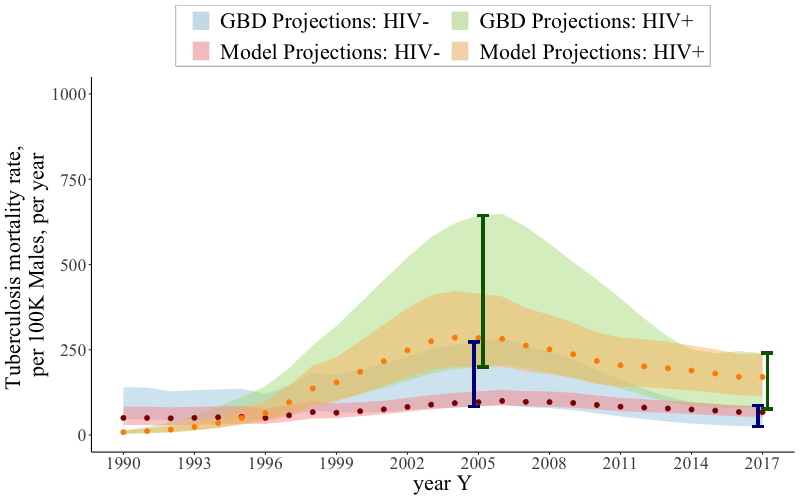 GBD Projections: HIV- GBD Projections: HIV+
Model Projections: HIV- Model Projections: HIV+
Tuberculosis mortality rate,
per 100K Males, per year
1000
750
500
250
0
1990 1993 1996 1999 2002 2005 2008 2011 2014 2017
year Y